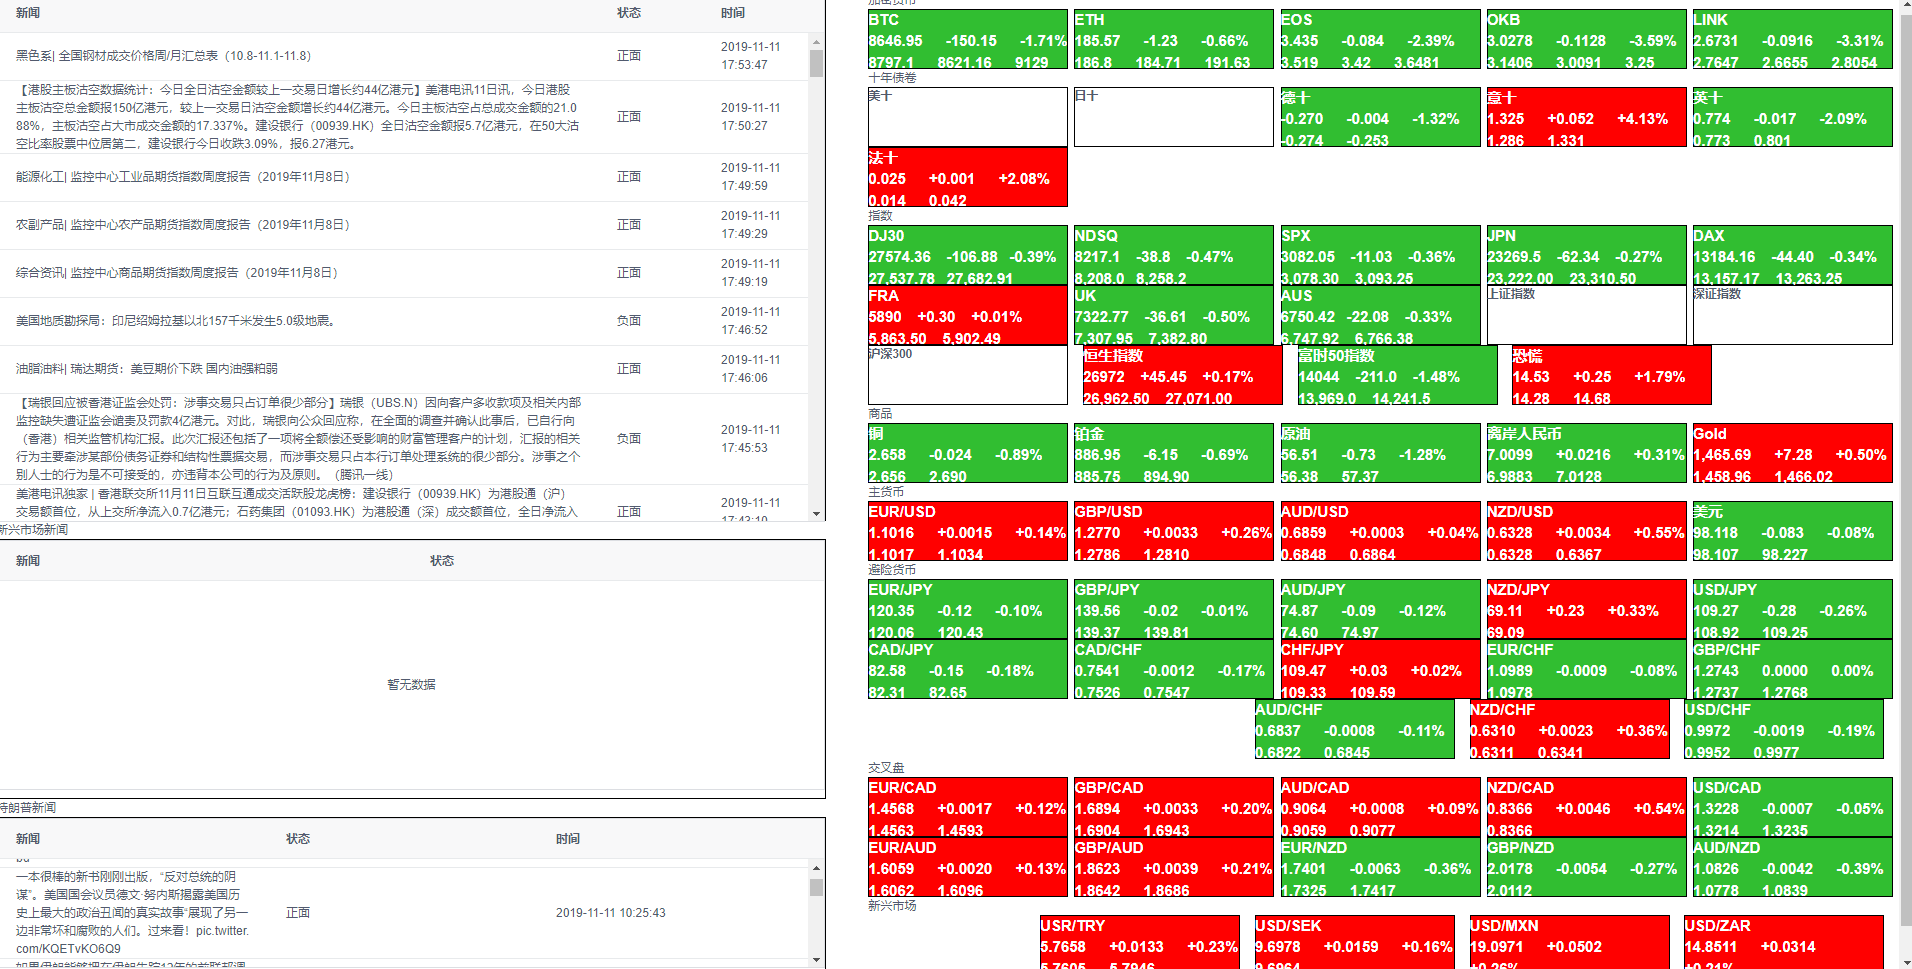 新闻 状态 时间
黑色系| 全国钢材成交价格周/月汇总表（10.8-11.1-11.8） 正面 2019-11-11
17:53:47
【港股主板沽空数据统计：今日全日沽空金额较上一交易日增长约44亿港元】美港电讯11日讯，今日港股
主板沽空总金额报150亿港元，较上一交易日沽空金额增长约44亿港元。今日主板沽空占总成交金额的21.0
88%，主板沽空占大市成交金额的17.337%。建设银行（00939.HK）全日沽空金额报5.7亿港元，在50大沽
空比率股票中位居第二，建设银行今日收跌3.09%，报6.27港元。
正面 2019-11-11
17:50:27
能源化工| 监控中心工业品期货指数周度报告（2019年11月8日） 正面 2019-11-11
17:49:59
农副产品| 监控中心农产品期货指数周度报告（2019年11月8日） 正面 2019-11-11
17:49:29
综合资讯| 监控中心商品期货指数周度报告（2019年11月8日） 正面 2019-11-11
17:49:19
美国地质勘探局：印尼绍姆拉基以北157千米发生5.0级地震。 负面 2019-11-11
17:46:52
油脂油料| 瑞达期货：美豆期价下跌 国内油强粕弱 正面 2019-11-11
17:46:06
【瑞银回应被香港证监会处罚：涉事交易只占订单很少部分】瑞银（UBS.N）因向客户多收款项及相关内部
监控缺失遭证监会谴责及罚款4亿港元。对此，瑞银向公众回应称，在全面的调查并确认此事后，已自行向
（香港）相关监管机构汇报。此次汇报还包括了一项将全额偿还受影响的财富管理客户的计划，汇报的相关
行为主要牵涉某部份债务证券和结构性票据交易，而涉事交易只占本行订单处理系统的很少部分。涉事之个
别人士的行为是不可接受的，亦违背本公司的行为及原则。（腾讯一线）
负面 2019-11-11
17:45:53
美港电讯独家 | 香港联交所11月11日互联互通成交活跃股龙虎榜：建设银行（00939.HK）为港股通（沪）
交易额首位，从上交所净流入0.7亿港元；石药集团（01093.HK）为港股通（深）成交额首位，全日净流入
正面 2019-11-11
17:43:10
新兴市场新闻
新闻 状态
暂无数据
特朗普新闻
新闻 状态 时间
一本很棒的新书刚刚出版，“反对总统的阴
谋”。美国国会议员德文·努内斯揭露美国历
史上最大的政治丑闻的真实故事“展现了另一
边非常坏和腐败的人们。过来看！pic.twitter.
com/KQETvKO6Q9
正面 2019-11-11 10:25:43
如果伊朗能够把在伊朗失踪12年的前联邦调
加密货币
BTC ETH EOS OKB LINK
8646.95 -150.15 -1.71% 185.57 -1.23 -0.66% 3.435 -0.084 -2.39% 3.0278 -0.1128 -3.59% 2.6731 -0.0916 -3.31%
8797.1 8621.16 9129 186.8 184.71 191.63 3.519 3.42 3.6481 3.1406 3.0091 3.25 2.7647 2.6655 2.8054
十年债卷
美十 日十 德十 意十 英十
-0.270 -0.004 -1.32% 1.325 +0.052 +4.13% 0.774 -0.017 -2.09%
-0.274 -0.253 1.286 1.331 0.773 0.801
法十
0.025 +0.001 +2.08%
0.014 0.042
指数
DJ30 NDSQ SPX JPN DAX
27574.36 -106.88 -0.39% 8217.1 -38.8 -0.47% 3082.05 -11.03 -0.36% 23269.5 -62.34 -0.27% 13184.16 -44.40 -0.34%
27,537.78 27,682.91 8,208.0 8,258.2 3,078.30 3,093.25 23,222.00 23,310.50 13,157.17 13,263.25
FRA UK AUS 上证指数 深证指数
5890 +0.30 +0.01% 7322.77 -36.61 -0.50% 6750.42 -22.08 -0.33%
5,863.50 5,902.49 7,307.95 7,382.80 6,747.92 6,766.38
沪深300 恒生指数 富时50指数 恐慌
26972 +45.45 +0.17% 14044 -211.0 -1.48% 14.53 +0.25 +1.79%
26,962.50 27,071.00 13,969.0 14,241.5 14.28 14.68
商品
铜 铂金 原油 离岸人民币 Gold
2.658 -0.024 -0.89% 886.95 -6.15 -0.69% 56.51 -0.73 -1.28% 7.0099 +0.0216 +0.31% 1,465.69 +7.28 +0.50%
2.656 2.690 885.75 894.90 56.38 57.37 6.9883 7.0128 1,458.96 1,466.02
主货币
EUR/USD GBP/USD AUD/USD NZD/USD 美元
1.1016 +0.0015 +0.14% 1.2770 +0.0033 +0.26% 0.6859 +0.0003 +0.04% 0.6328 +0.0034 +0.55% 98.118 -0.083 -0.08%
1.1017 1.1034 1.2786 1.2810 0.6848 0.6864 0.6328 0.6367 98.107 98.227
避险货币
EUR/JPY GBP/JPY AUD/JPY NZD/JPY USD/JPY
120.35 -0.12 -0.10% 139.56 -0.02 -0.01% 74.87 -0.09 -0.12% 69.11 +0.23 +0.33% 109.27 -0.28 -0.26%
120.06 120.43 139.37 139.81 74.60 74.97 69.09 108.92 109.25
CAD/JPY CAD/CHF CHF/JPY EUR/CHF GBP/CHF
82.58 -0.15 -0.18% 0.7541 -0.0012 -0.17% 109.47 +0.03 +0.02% 1.0989 -0.0009 -0.08% 1.2743 0.0000 0.00%
82.31 82.65 0.7526 0.7547 109.33 109.59 1.0978 1.2737 1.2768
AUD/CHF NZD/CHF USD/CHF
0.6837 -0.0008 -0.11% 0.6310 +0.0023 +0.36% 0.9972 -0.0019 -0.19%
0.6822 0.6845 0.6311 0.6341 0.9952 0.9977
交叉盘
EUR/CAD GBP/CAD AUD/CAD NZD/CAD USD/CAD
1.4568 +0.0017 +0.12% 1.6894 +0.0033 +0.20% 0.9064 +0.0008 +0.09% 0.8366 +0.0046 +0.54% 1.3228 -0.0007 -0.05%
1.4563 1.4593 1.6904 1.6943 0.9059 0.9077 0.8366 1.3214 1.3235
EUR/AUD GBP/AUD EUR/NZD GBP/NZD AUD/NZD
1.6059 +0.0020 +0.13% 1.8623 +0.0039 +0.21% 1.7401 -0.0063 -0.36% 2.0178 -0.0054 -0.27% 1.0826 -0.0042 -0.39%
1.6062 1.6096 1.8642 1.8686 1.7325 1.7417 2.0112 1.0778 1.0839
新兴市场
USR/TRY USD/SEK USD/MXN USD/ZAR
5.7658 +0.0133 +0.23% 9.6978 +0.0159 +0.16% 19.0971 +0.0502 14.8511 +0.0314
5.7605 5.7946 9.6964 +0.26% +0.21%